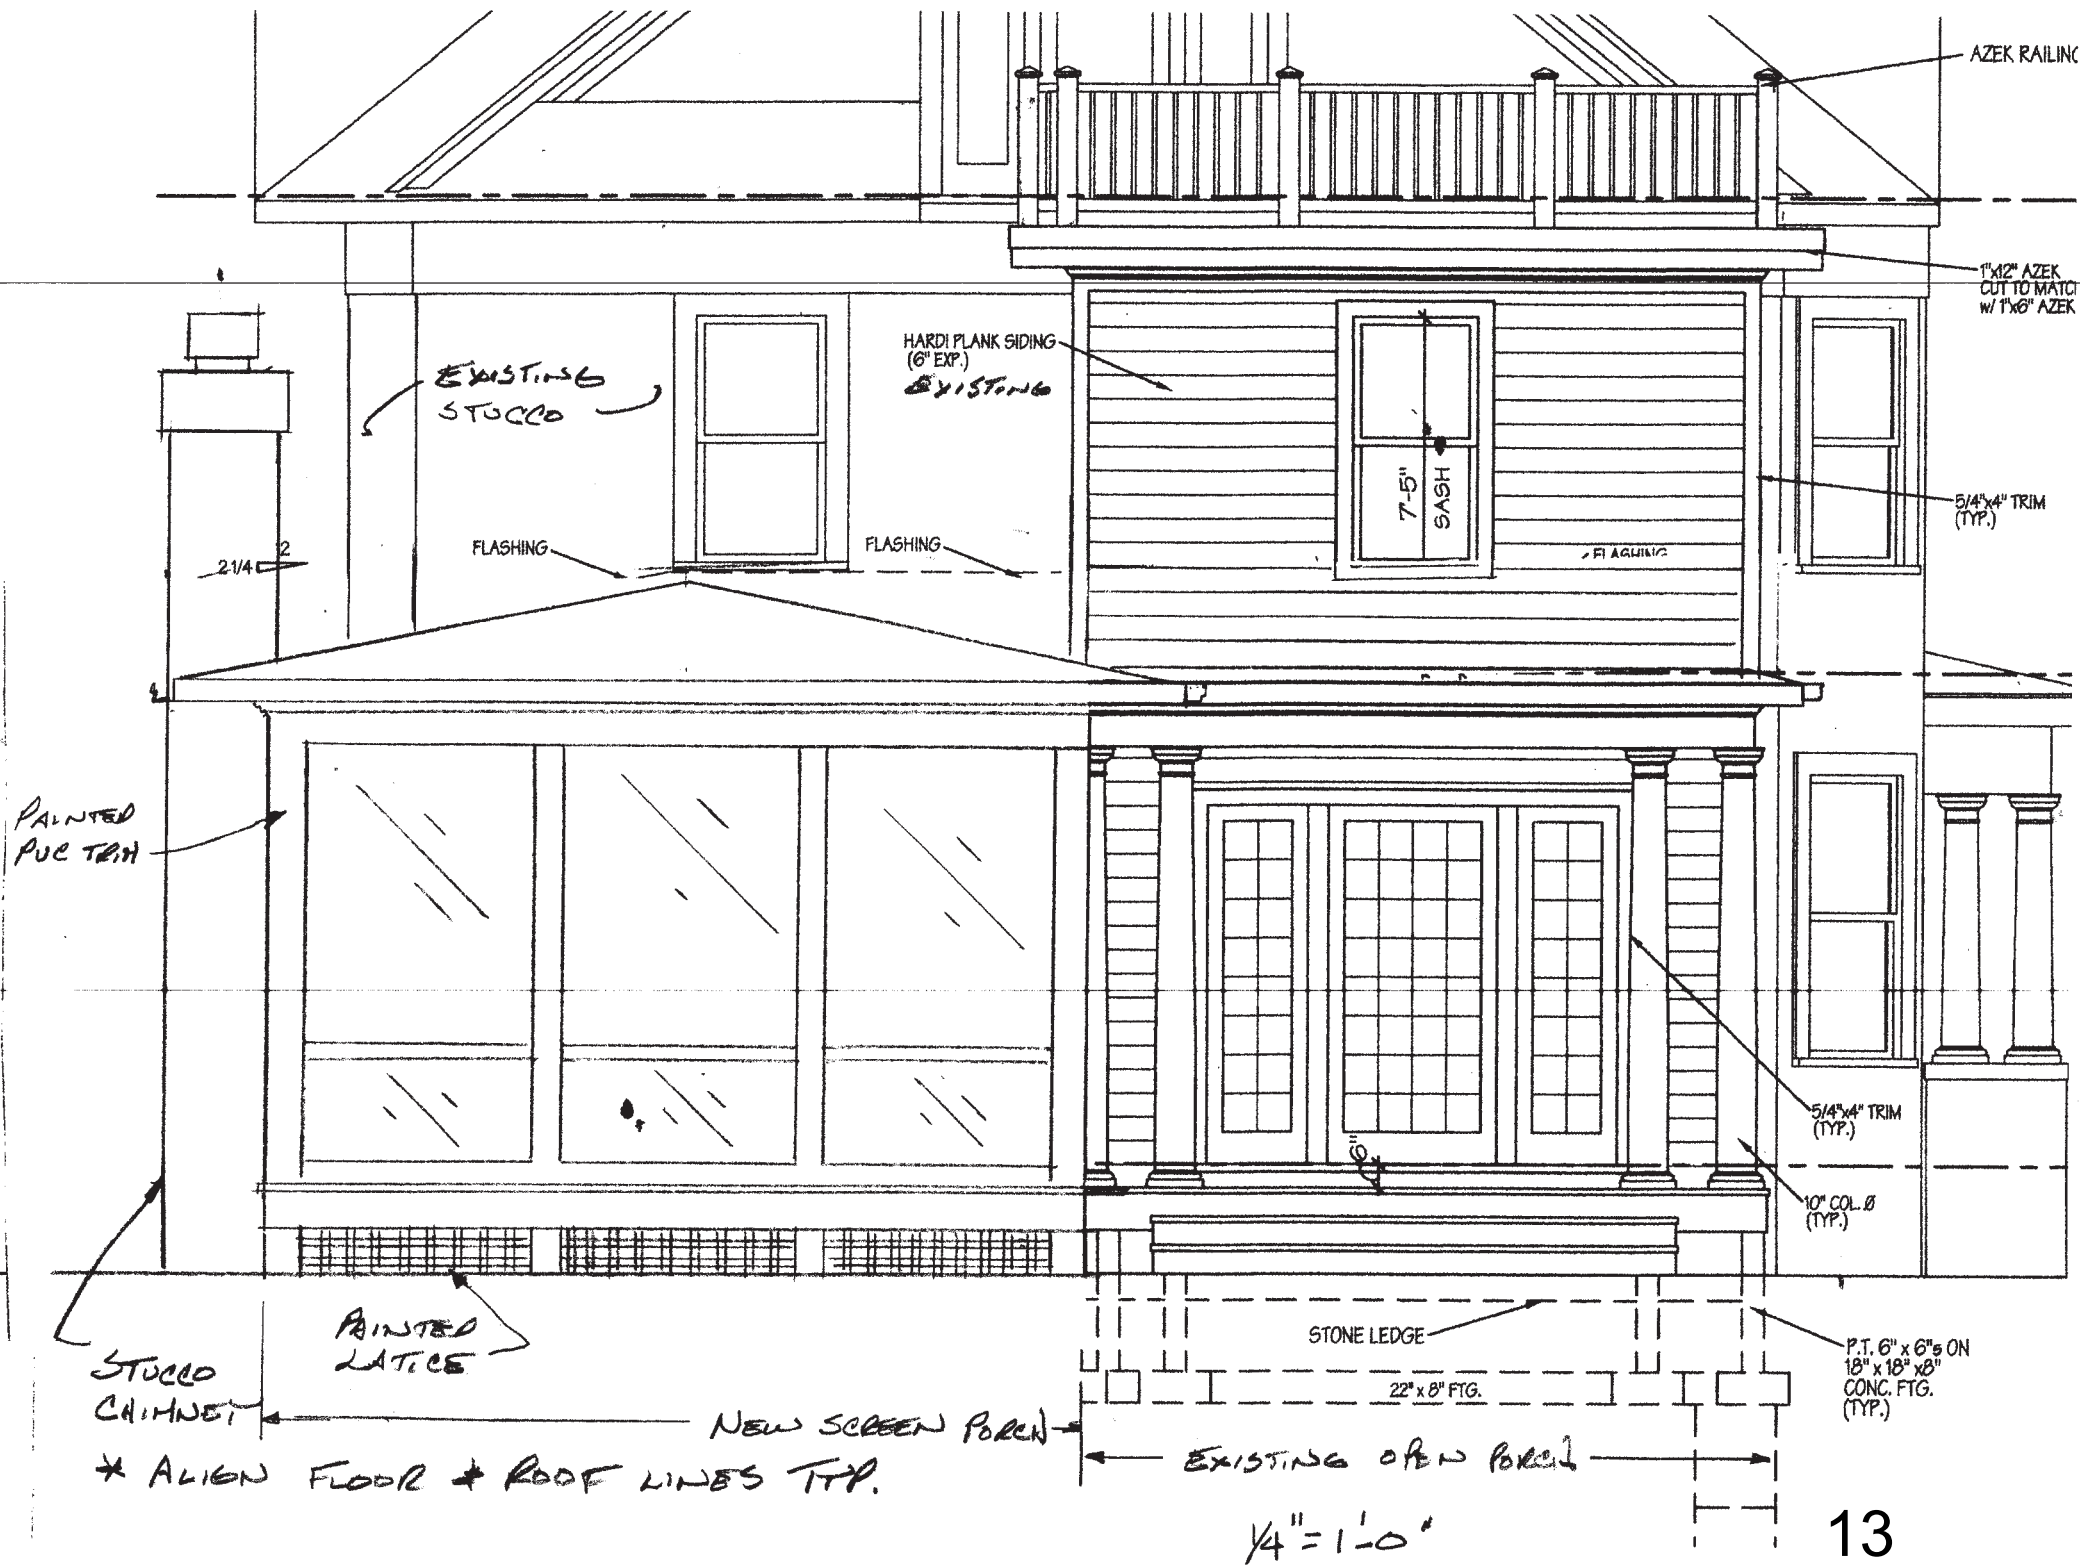 AZEK RAILING
1"x12" AZEK
CUT TO MATC
w/ 1"x6" AZEK
HARDI PLANK SIDING
(6" EXP.)
EXISTING
EXISTING
STUCCO
7'-5"
SASH
5/4"x4" TRIM
(TYP.)
FLASHING
FLASHING
FLASHING
2
2 1/4
PAINTED
PVC TRIM
5/4"x4" TRIM
(TYP.)
6"
10" COL. Ø
(TYP.)
PAINTED
LATICE
STONE LEDGE
P.T. 6" x 6"s ON
18" x 18" x8"
CONC. FTG.
(TYP.)
STUCCO
CHIMNEY
22" x 8" FTG.
NEW SCREEN PORCH
EXISTING OPEN PORCH
* ALIGN FLOOR & ROOF LINES TYP.
1/4" = 1'-0"
13